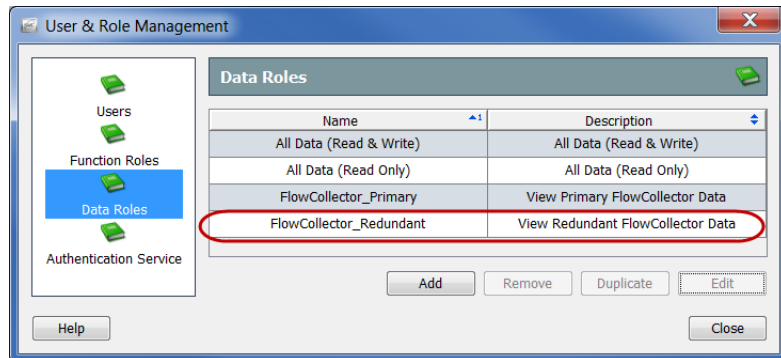 User & Role Management
X
Users
Function Roles
Data Roles
Authentication Service
Data Roles
Name 1 Description
All Data (Read & Write) All Data (Read & Write)
All Data (Read Only) All Data (Read Only)
FlowCollector_Primary View Primary FlowCollector Data
FlowCollector_Redundant View Redundant FlowCollector Data
Add Remove Duplicate Edit
Help Close